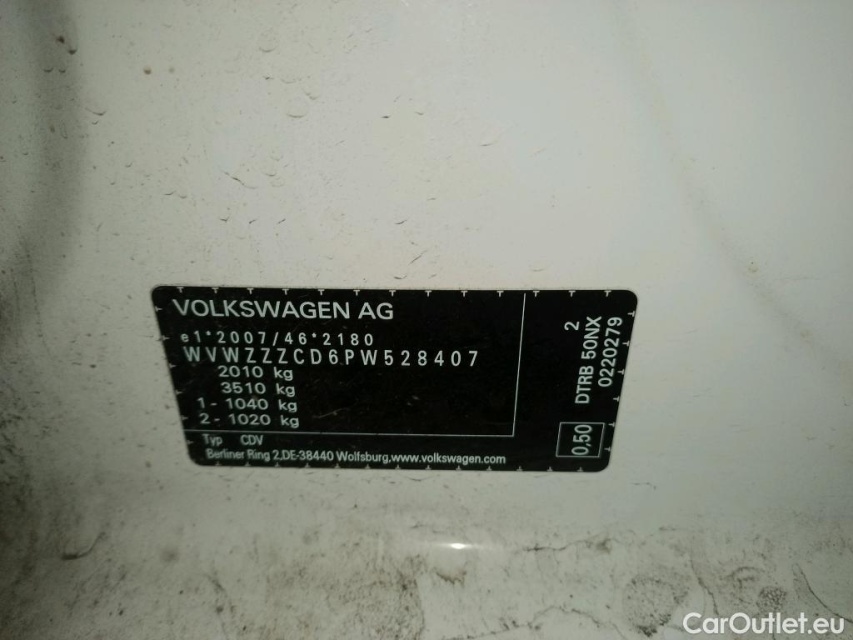 VOLKSWAGEN AG
e1*2007/46*2180
WVWZZZCD6PW528407
2010 kg
3510 kg
1 - 1040 kg
2 - 1020 kg
Typ CDV
Berliner Ring 2,DE-38440 Wolfsburg,www.volkswagen.com
2
DTRB 50NX
0220279
0,50
CarOutlet.eu